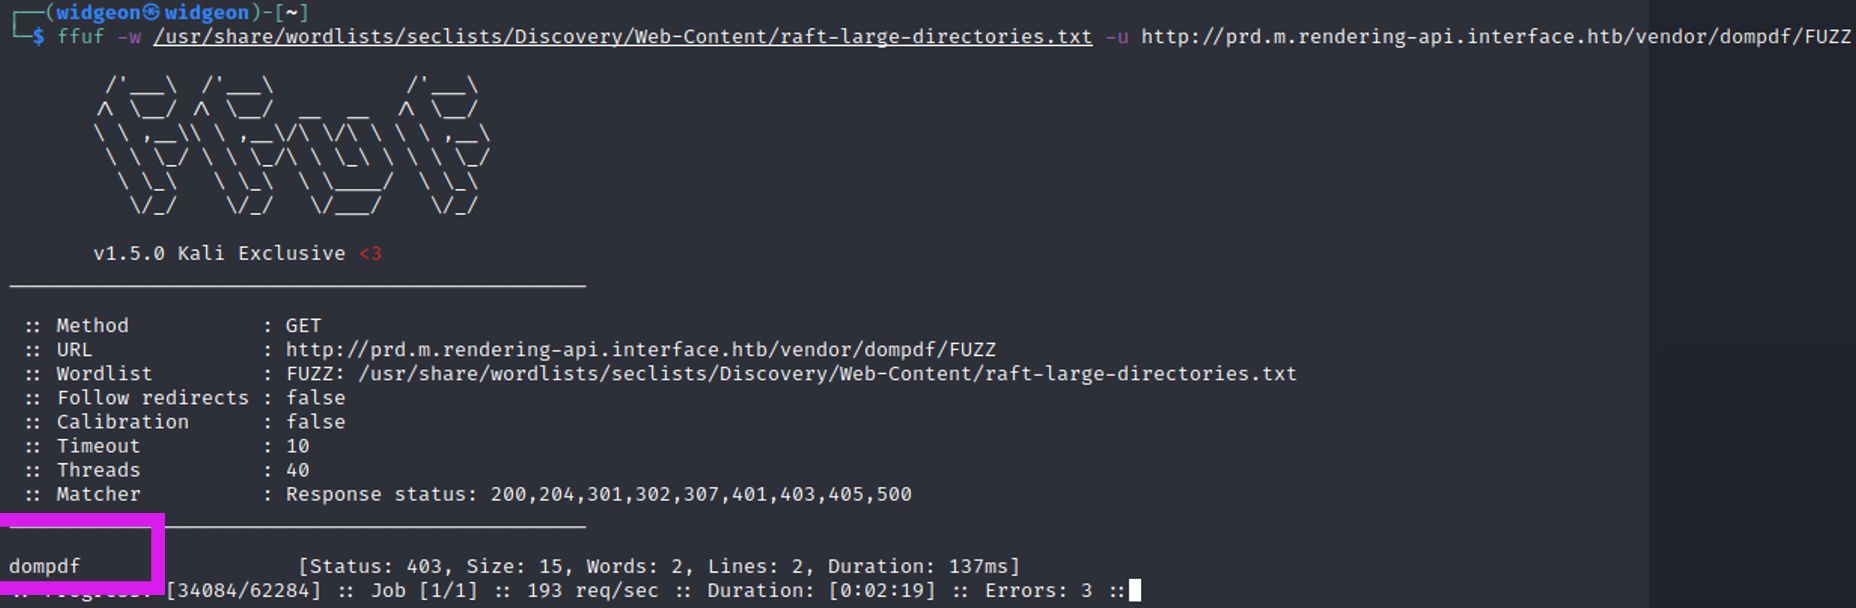 ┌──(widgeon㉿widgeon)-[~]
└─$ ffuf -w /usr/share/wordlists/seclists/Discovery/Web-Content/raft-large-directories.txt -u http://prd.m.rendering-api.interface.htb/vendor/dompdf/FUZZ
v1.5.0 Kali Exclusive <3
:: Method : GET
:: URL : http://prd.m.rendering-api.interface.htb/vendor/dompdf/FUZZ
:: Wordlist : FUZZ: /usr/share/wordlists/seclists/Discovery/Web-Content/raft-large-directories.txt
:: Follow redirects : false
:: Calibration : false
:: Timeout : 10
:: Threads : 40
:: Matcher : Response status: 200,204,301,302,307,401,403,405,500
dompdf [Status: 403, Size: 15, Words: 2, Lines: 2, Duration: 137ms]
[34084/62284] :: Job [1/1] :: 193 req/sec :: Duration: [0:02:19] :: Errors: 3 ::